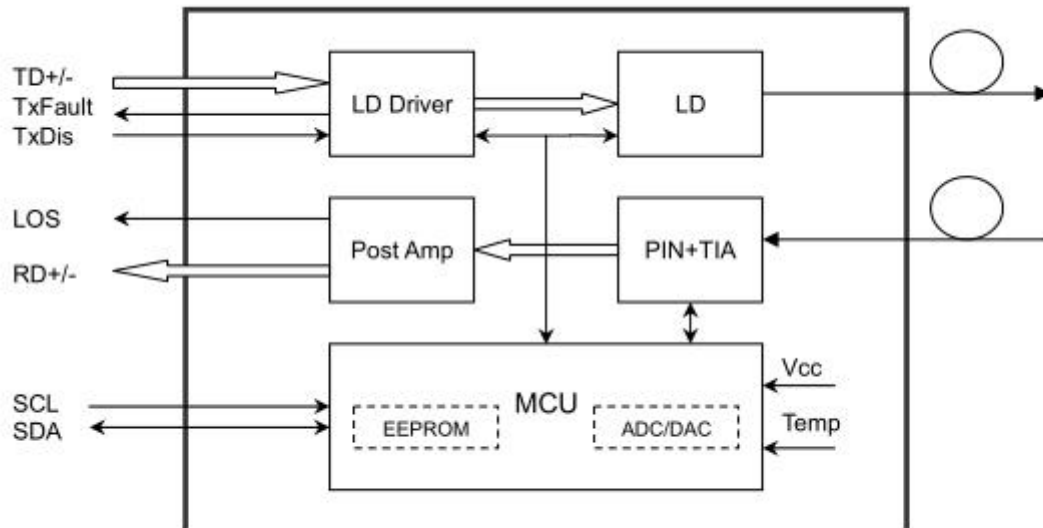 TD+/-
TxFault
TxDis
LD Driver
LD
LOS
RD+/-
Post Amp
PIN+TIA
SCL
SDA
MCU
EEPROM
ADC/DAC
Vcc
Temp